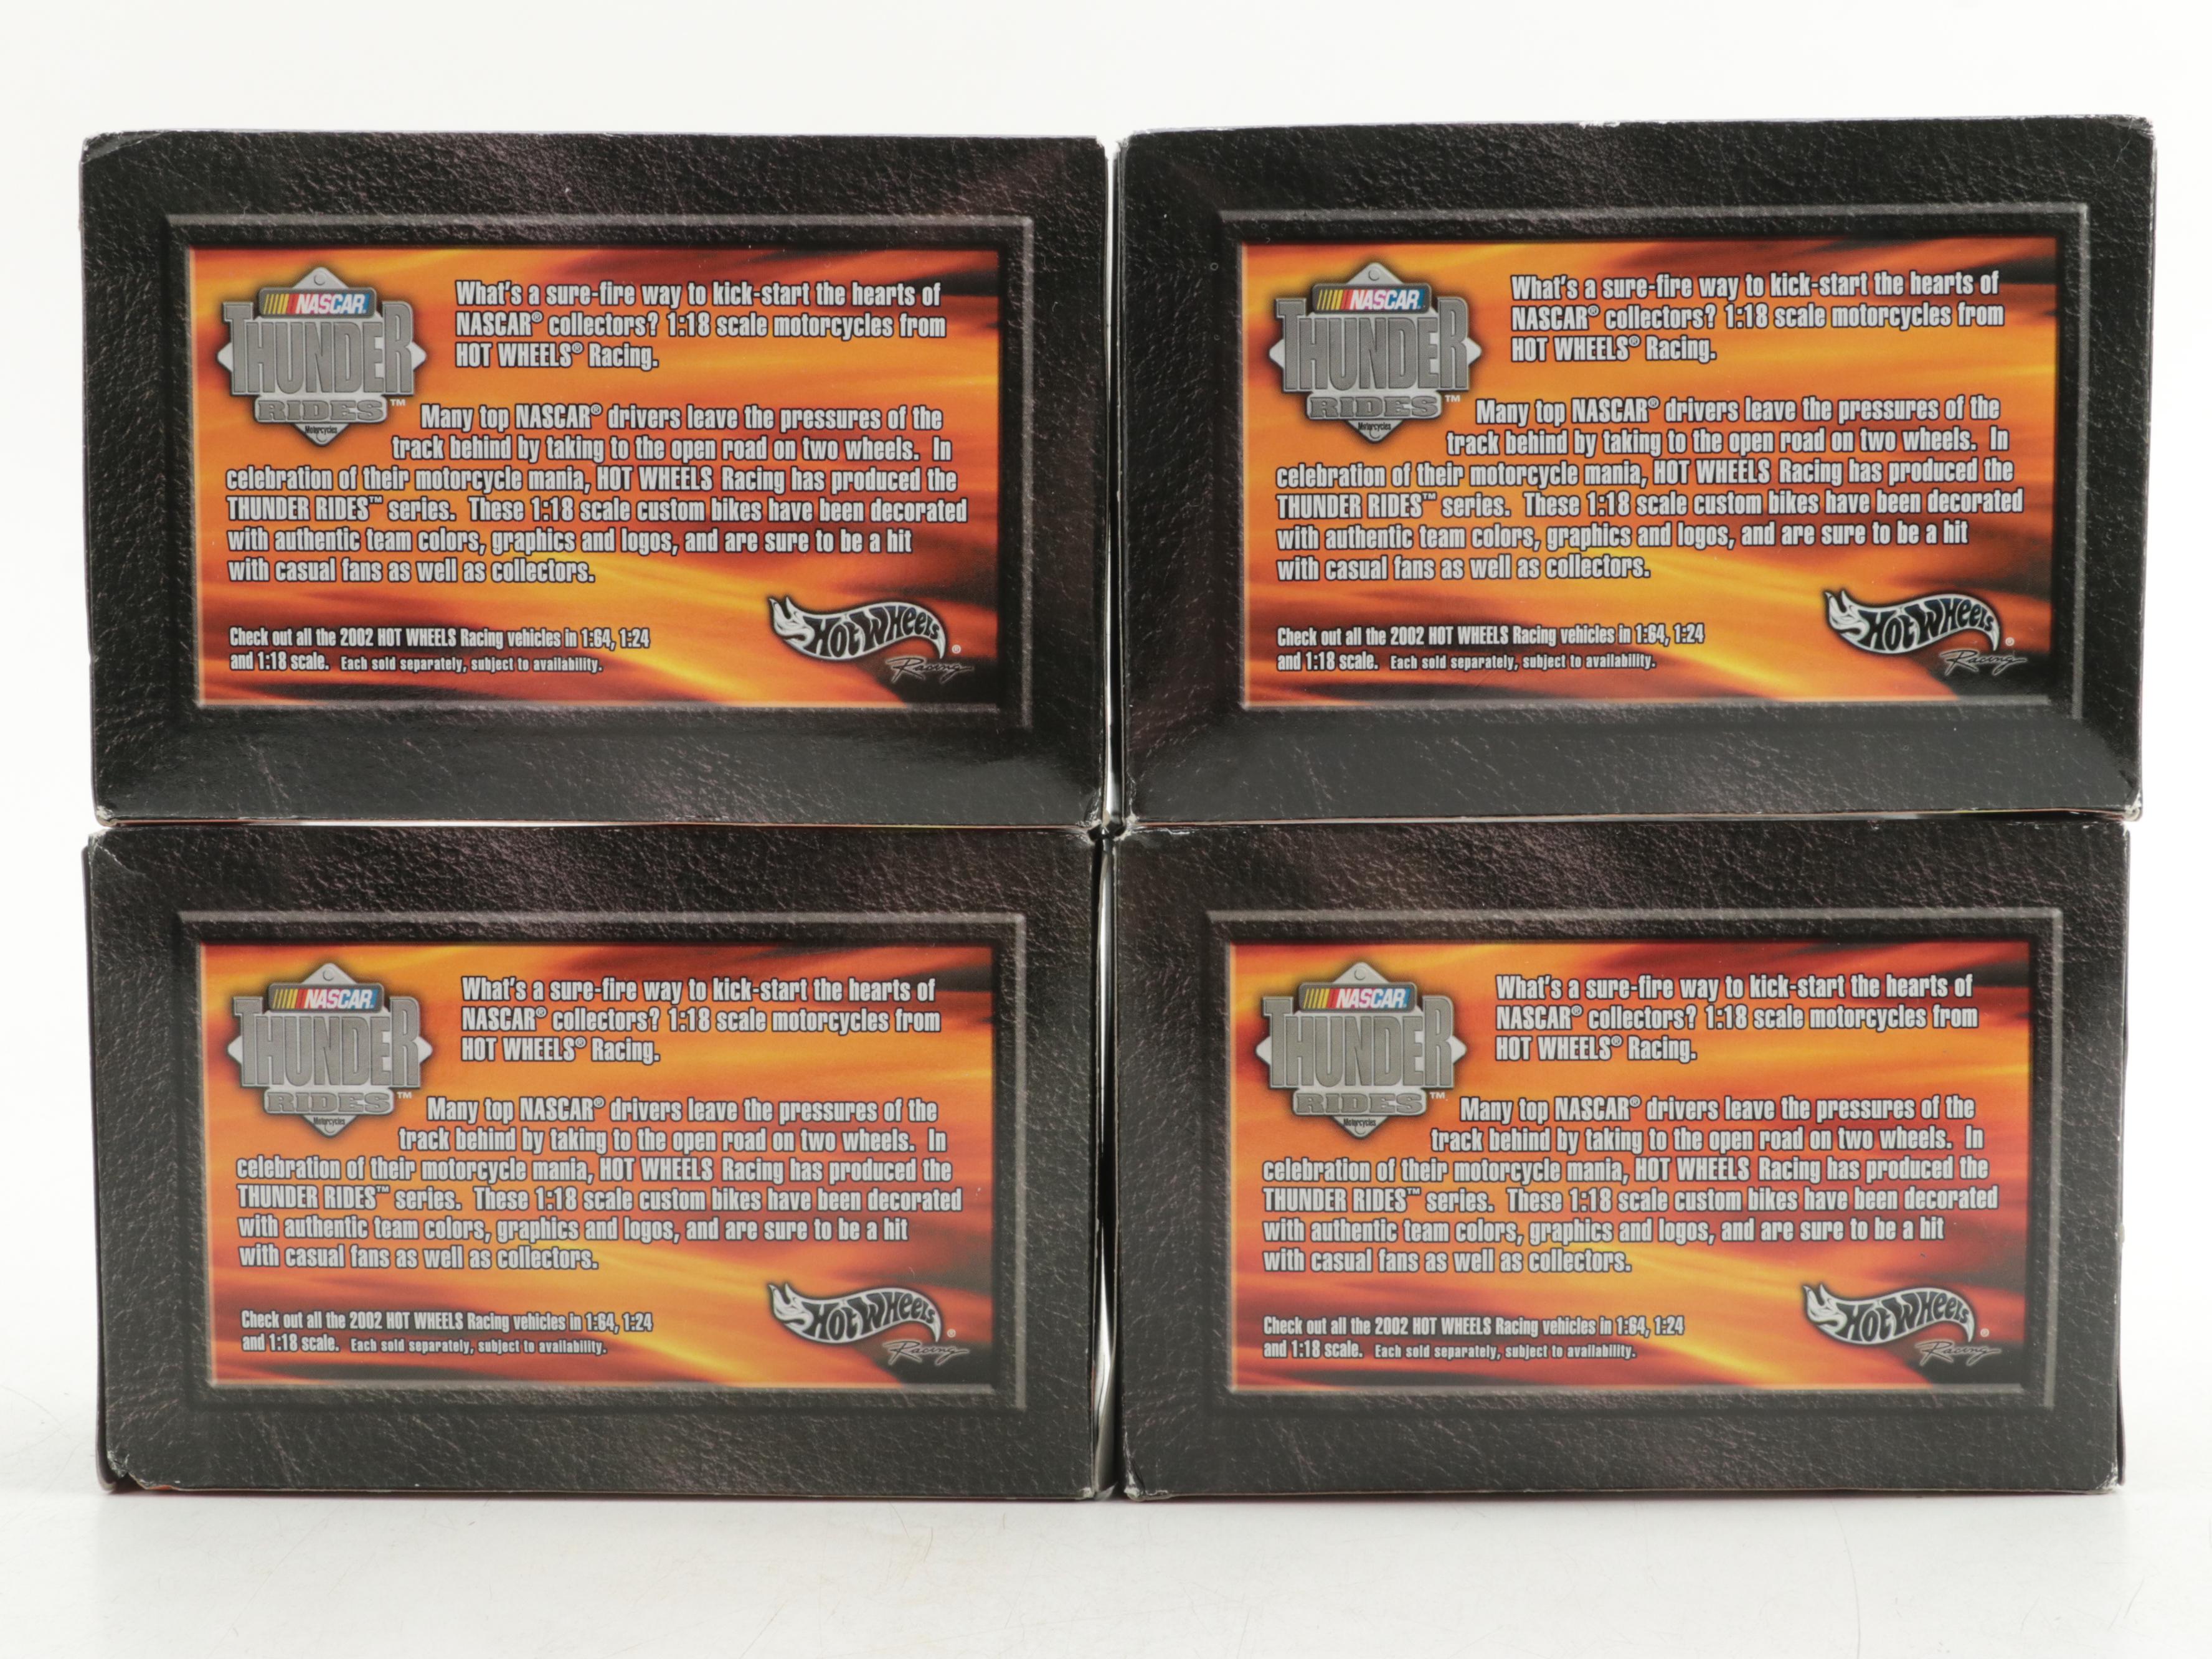 NASCAR
THUNDER
RIDES™
Motorcycles
What's a sure-fire way to kick-start the hearts of
NASCAR® collectors? 1:18 scale motorcycles from
HOT WHEELS® Racing.
Many top NASCAR® drivers leave the pressures of the
track behind by taking to the open road on two wheels. In
celebration of their motorcycle mania, HOT WHEELS Racing has produced the
THUNDER RIDES™ series. These 1:18 scale custom bikes have been decorated
with authentic team colors, graphics and logos, and are sure to be a hit
with casual fans as well as collectors.
Check out all the 2002 HOT WHEELS Racing vehicles in 1:64, 1:24
and 1:18 scale. Each sold separately, subject to availability.
HOT WHEELS®
Racing
NASCAR
THUNDER
RIDES™
Motorcycles
What's a sure-fire way to kick-start the hearts of
NASCAR® collectors? 1:18 scale motorcycles from
HOT WHEELS® Racing.
Many top NASCAR® drivers leave the pressures of the
track behind by taking to the open road on two wheels. In
celebration of their motorcycle mania, HOT WHEELS Racing has produced the
THUNDER RIDES™ series. These 1:18 scale custom bikes have been decorated
with authentic team colors, graphics and logos, and are sure to be a hit
with casual fans as well as collectors.
Check out all the 2002 HOT WHEELS Racing vehicles in 1:64, 1:24
and 1:18 scale. Each sold separately, subject to availability.
HOT WHEELS®
Racing
NASCAR
THUNDER
RIDES™
Motorcycles
What's a sure-fire way to kick-start the hearts of
NASCAR® collectors? 1:18 scale motorcycles from
HOT WHEELS® Racing.
Many top NASCAR® drivers leave the pressures of the
track behind by taking to the open road on two wheels. In
celebration of their motorcycle mania, HOT WHEELS Racing has produced the
THUNDER RIDES™ series. These 1:18 scale custom bikes have been decorated
with authentic team colors, graphics and logos, and are sure to be a hit
with casual fans as well as collectors.
Check out all the 2002 HOT WHEELS Racing vehicles in 1:64, 1:24
and 1:18 scale. Each sold separately, subject to availability.
HOT WHEELS®
Racing
NASCAR
THUNDER
RIDES™
Motorcycles
What's a sure-fire way to kick-start the hearts of
NASCAR® collectors? 1:18 scale motorcycles from
HOT WHEELS® Racing.
Many top NASCAR® drivers leave the pressures of the
track behind by taking to the open road on two wheels. In
celebration of their motorcycle mania, HOT WHEELS Racing has produced the
THUNDER RIDES™ series. These 1:18 scale custom bikes have been decorated
with authentic team colors, graphics and logos, and are sure to be a hit
with casual fans as well as collectors.
Check out all the 2002 HOT WHEELS Racing vehicles in 1:64, 1:24
and 1:18 scale. Each sold separately, subject to availability.
HOT WHEELS®
Racing